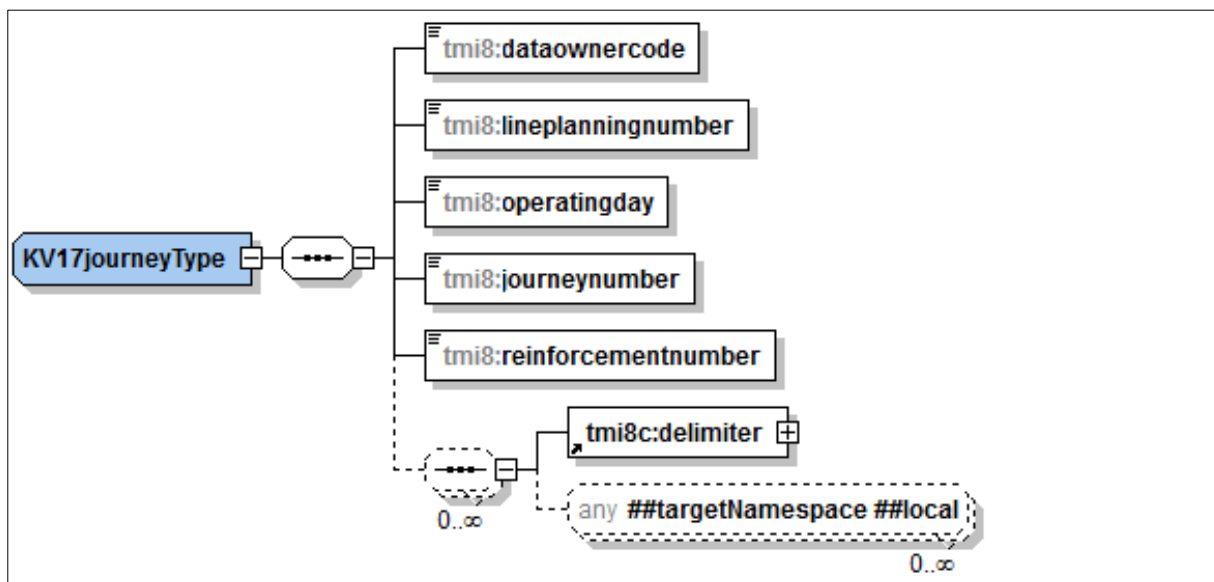 tmi8:dataownercode
tmi8:lineplanningnumber
tmi8:operatingday
KV17journeyType
tmi8:journeynumber
tmi8:reinforcementnumber
tmi8c:delimiter
0..∞
any ##targetNamespace ##local
0..∞